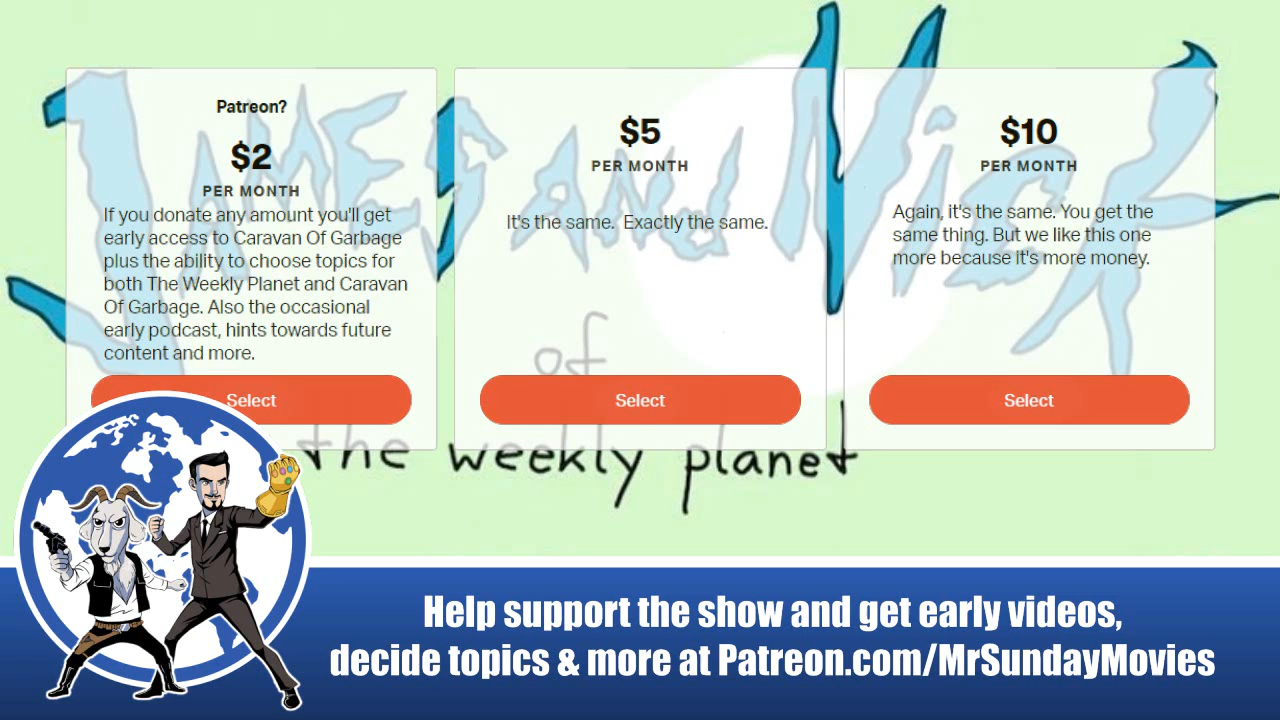 James and Nick
of
the weekly planet
Patreon?
$2
PER MONTH
If you donate any amount you'll get
early access to Caravan Of Garbage
plus the ability to choose topics for
both The Weekly Planet and Caravan
Of Garbage. Also the occasional
early podcast, hints towards future
content and more.
Select
$5
PER MONTH
It's the same.  Exactly the same.
Select
$10
PER MONTH
Again, it's the same. You get the
same thing. But we like this one
more because it's more money.
Select
Help support the show and get early videos,
decide topics & more at Patreon.com/MrSundayMovies